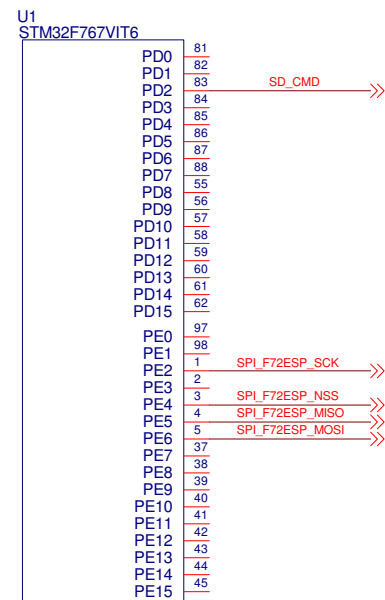 U1
STM32F767VIT6
PD0 81
PD1 82
PD2 83 SD_CMD
PD3 84
PD4 85
PD5 86
PD6 87
PD7 88
PD8 55
PD9 56
PD10 57
PD11 58
PD12 59
PD13 60
PD14 61
PD15 62
PE0 97
PE1 98
PE2 1 SPI_F72ESP_SCK
PE3 2
PE4 3 SPI_F72ESP_NSS
PE5 4 SPI_F72ESP_MISO
PE6 5 SPI_F72ESP_MOSI
PE7 37
PE8 38
PE9 39
PE10 40
PE11 41
PE12 42
PE13 43
PE14 44
PE15 45